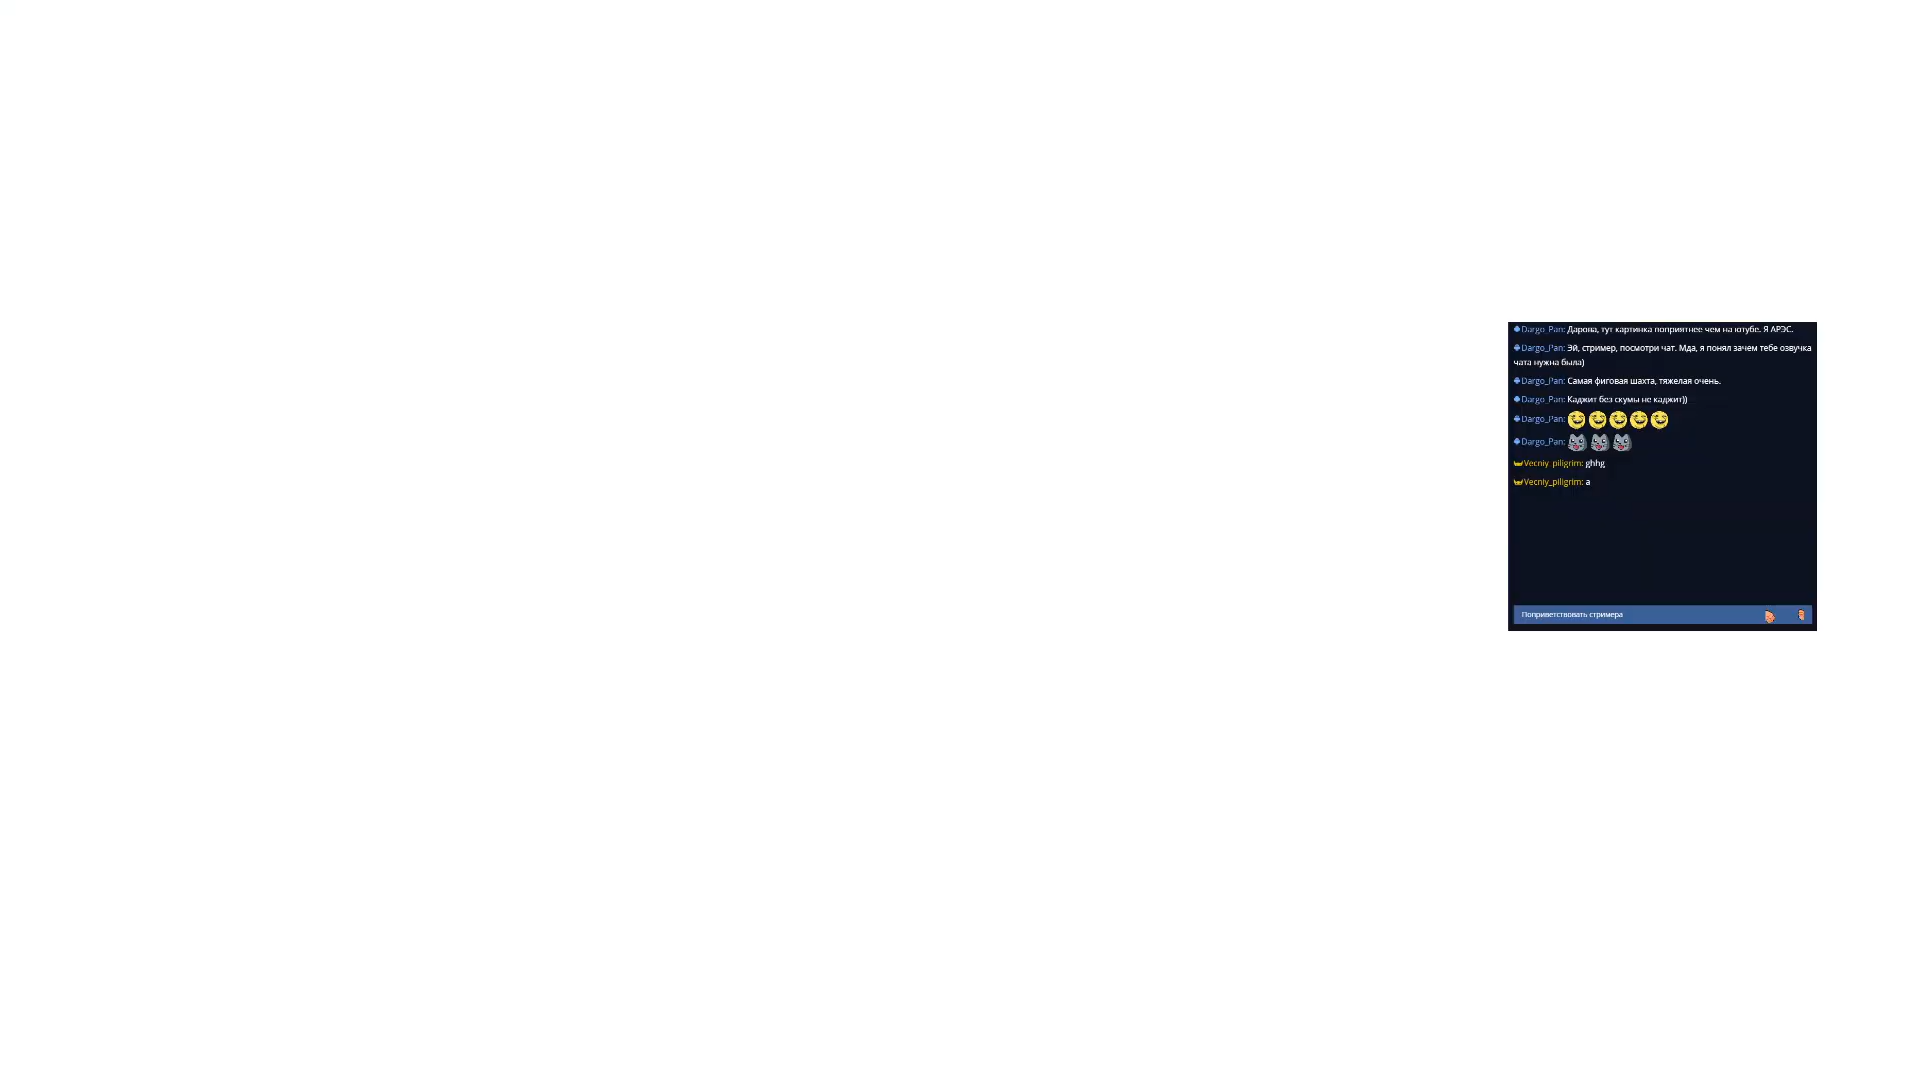 Dargo_Pan: Дарова, тут картинка поприятнее чем на ютубе. Я АРЭС.
Dargo_Pan: Эй, стример, посмотри чат. Мда, я понял зачем тебе озвучка
чата нужна была)
Dargo_Pan: Самая фиговая шахта, тяжелая очень.
Dargo_Pan: Каджит без скумы не каджит))
Dargo_Pan:
Dargo_Pan:
Vecniy_piligrim: ghhg
Vecniy_piligrim: a
Поприветствовать стримера